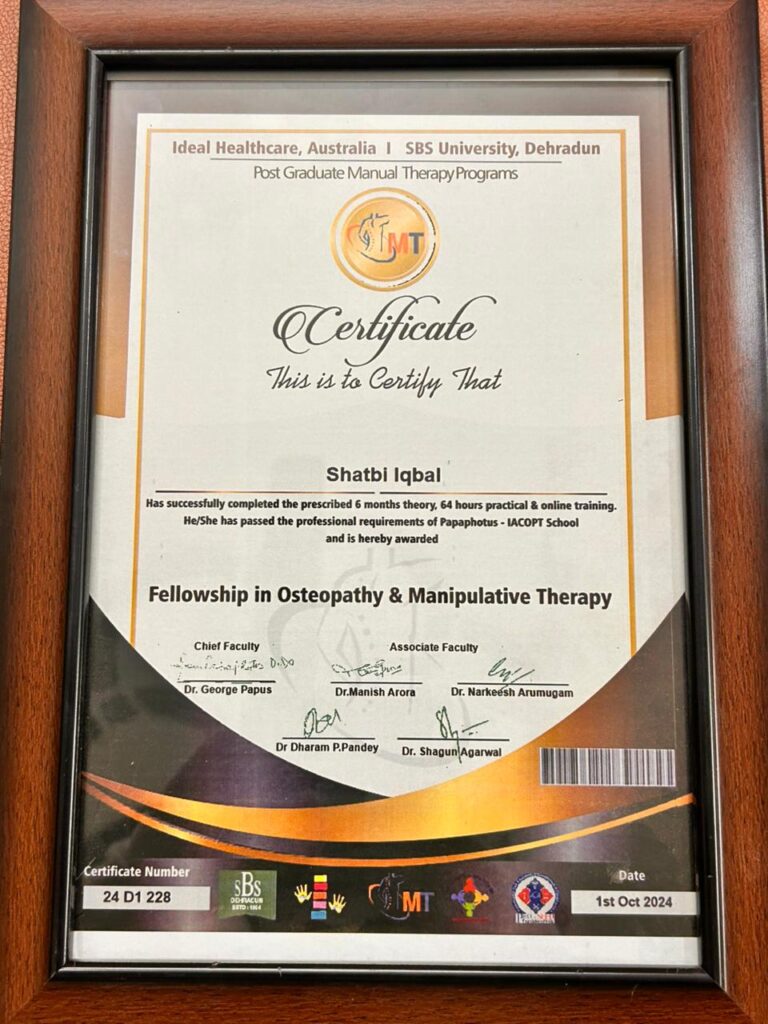 Ideal Healthcare, Australia I SBS University, Dehradun
Post Graduate Manual Therapy Programs
MT
Certificate
This is to Certify That
Shatbi Iqbal
Has successfully completed the prescribed 6 months theory, 64 hours practical & online training.
He/She has passed the professional requirements of Papaphotus - IACOPT School
and is hereby awarded
Fellowship in Osteopathy & Manipulative Therapy
Chief Faculty
Associate Faculty
Dr. George Papus
Dr.Manish Arora
Dr. Narkeesh Arumugam
Dr Dharam P.Pandey
Dr. Shagun Agarwal
Certificate Number
24 D1 228
SBS
DEHRADUN
ESTD - 1994
MT
Date
1st Oct 2024